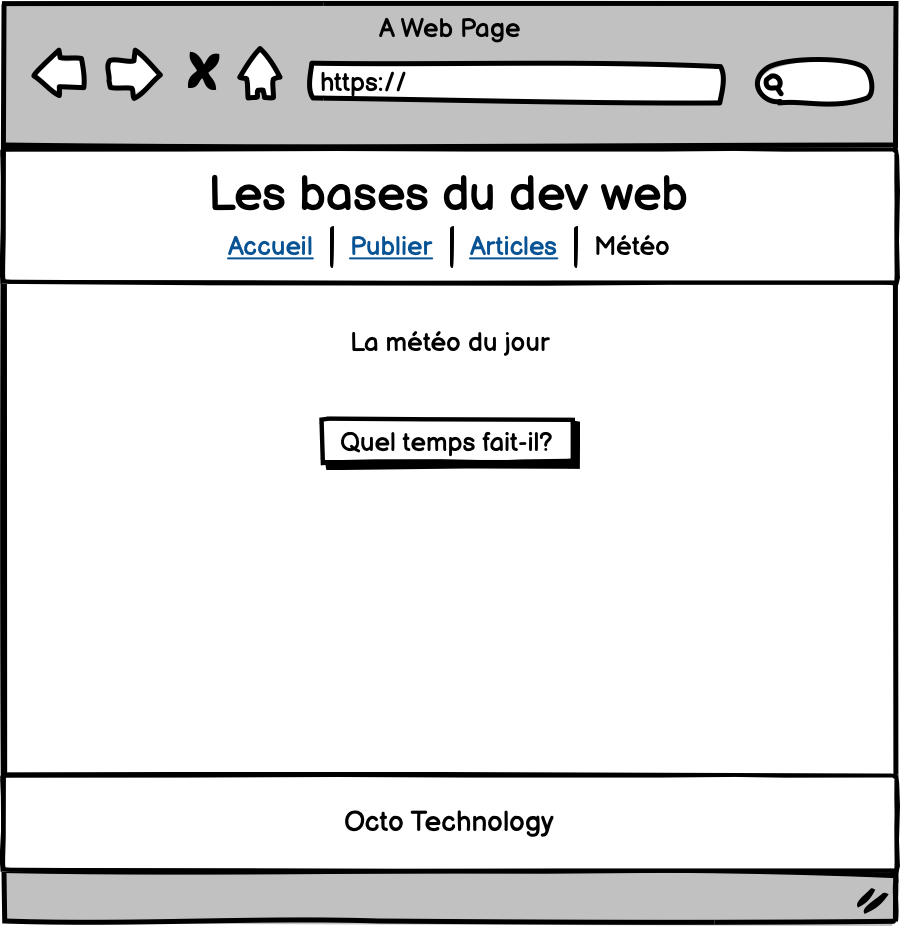 A Web Page
https://
Les bases du dev web
Accueil | Publier | Articles | Météo
La météo du jour
Quel temps fait-il?
Octo Technology